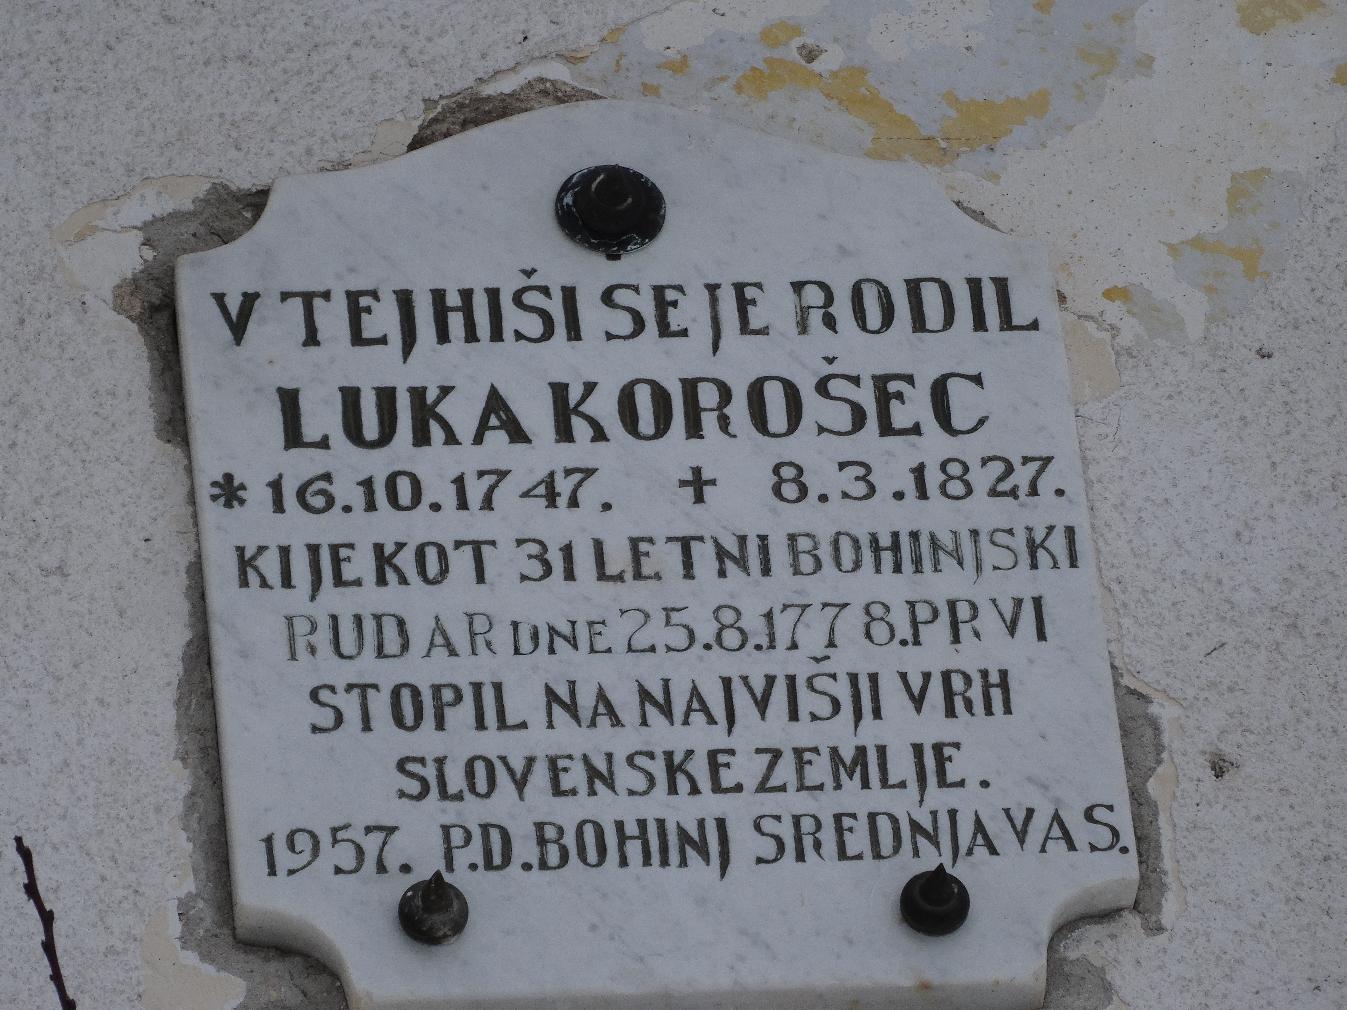 V TEJ HIŠI SE JE RODIL
LUKA KOROŠEC
*16.10.1747. + 8.3.1827.
KI JE KOT 31 LETNI BOHINJSKI
RUDAR DNE 25.8.1778. PRVI
STOPIL NA NAJVIŠJI VRH
SLOVENSKE ZEMLJE.
1957. P.D. BOHINJ SREDNJA VAS.